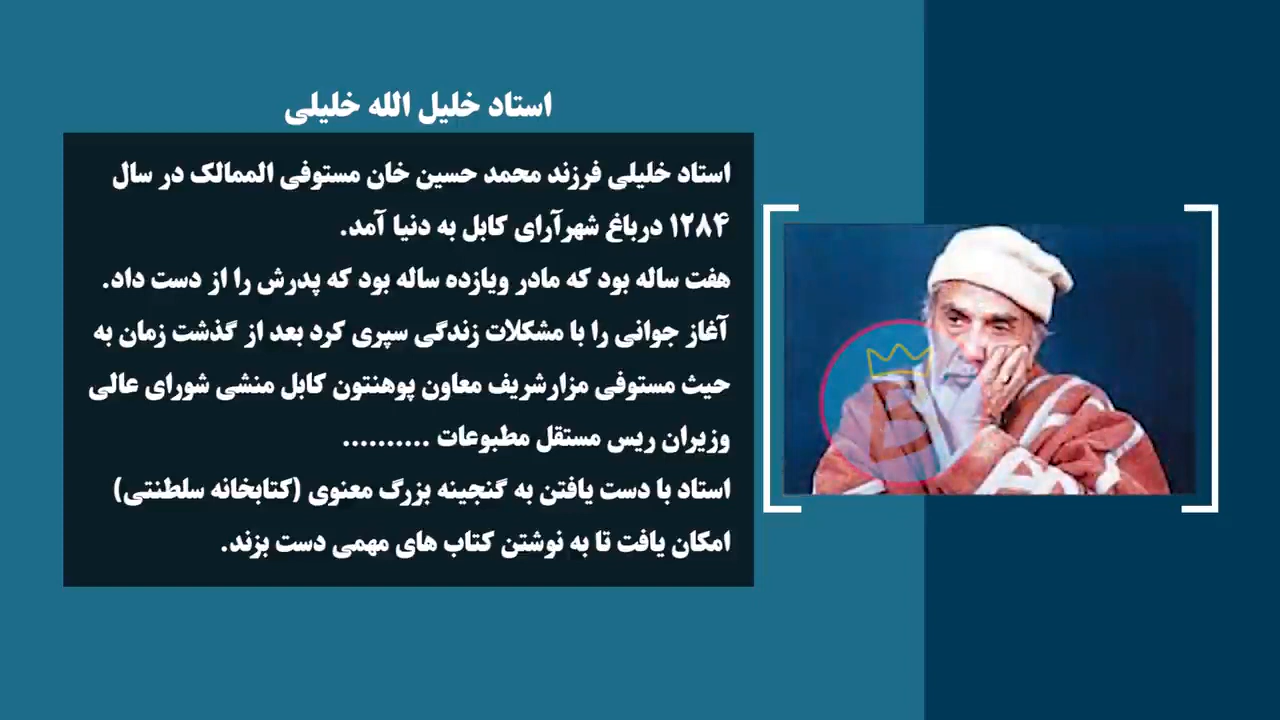 استاد خلیل الله خلیلی
استاد خلیلی فرزند محمد حسین خان مستوفی الممالک در سال
۱۲۸۴ درباغ شهرآرای کابل به دنیا آمد.
هفت ساله بود که مادر ویازده ساله بود که پدرش را از دست داد.
آغاز جوانی را با مشکلات زندگی سپری کرد بعد از گذشت زمان به
حیث مستوفی مزارشریف معاون پوهنتون کابل منشی شورای عالی
وزیران ریس مستقل مطبوعات ..........
استاد با دست یافتن به گنجینه بزرگ معنوی (کتابخانه سلطنتی)
امکان یافت تا به نوشتن کتاب های مهمی دست بزند.
B